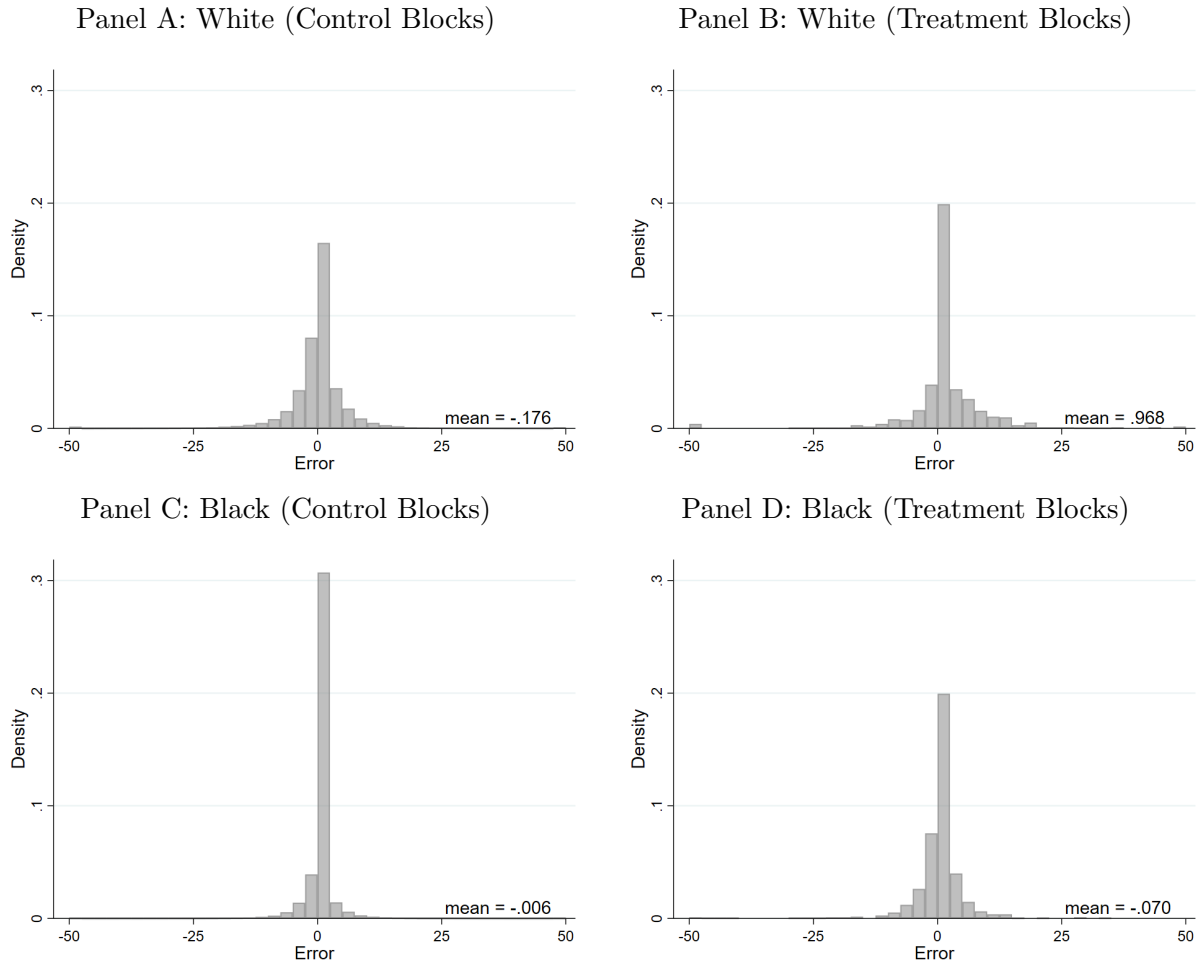 Panel A: White (Control Blocks)
Panel B: White (Treatment Blocks)
.3
.2
.1
0
Density
mean = -.176
-50 -25 0 25 50
Error
.3
.2
.1
0
Density
mean = .968
-50 -25 0 25 50
Error
Panel C: Black (Control Blocks)
Panel D: Black (Treatment Blocks)
.3
.2
.1
0
Density
mean = -.006
-50 -25 0 25 50
Error
.3
.2
.1
0
Density
mean = -.070
-50 -25 0 25 50
Error